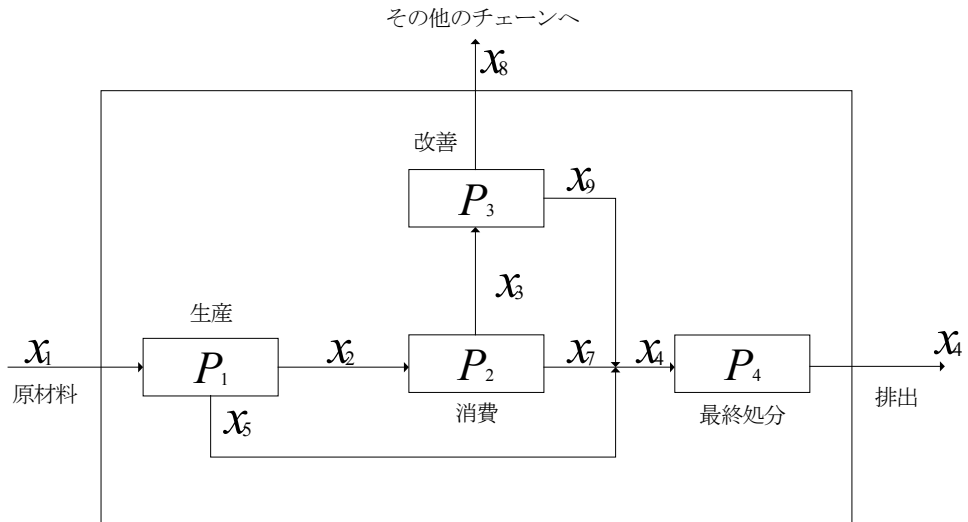 その他のチェーンへ
x₈
改善
P₃
x₉
x₃
生産
x₁
P₁
x₂
P₂
x₇
x₄
P₄
x₄
原材料
x₅
消費
最終処分
排出